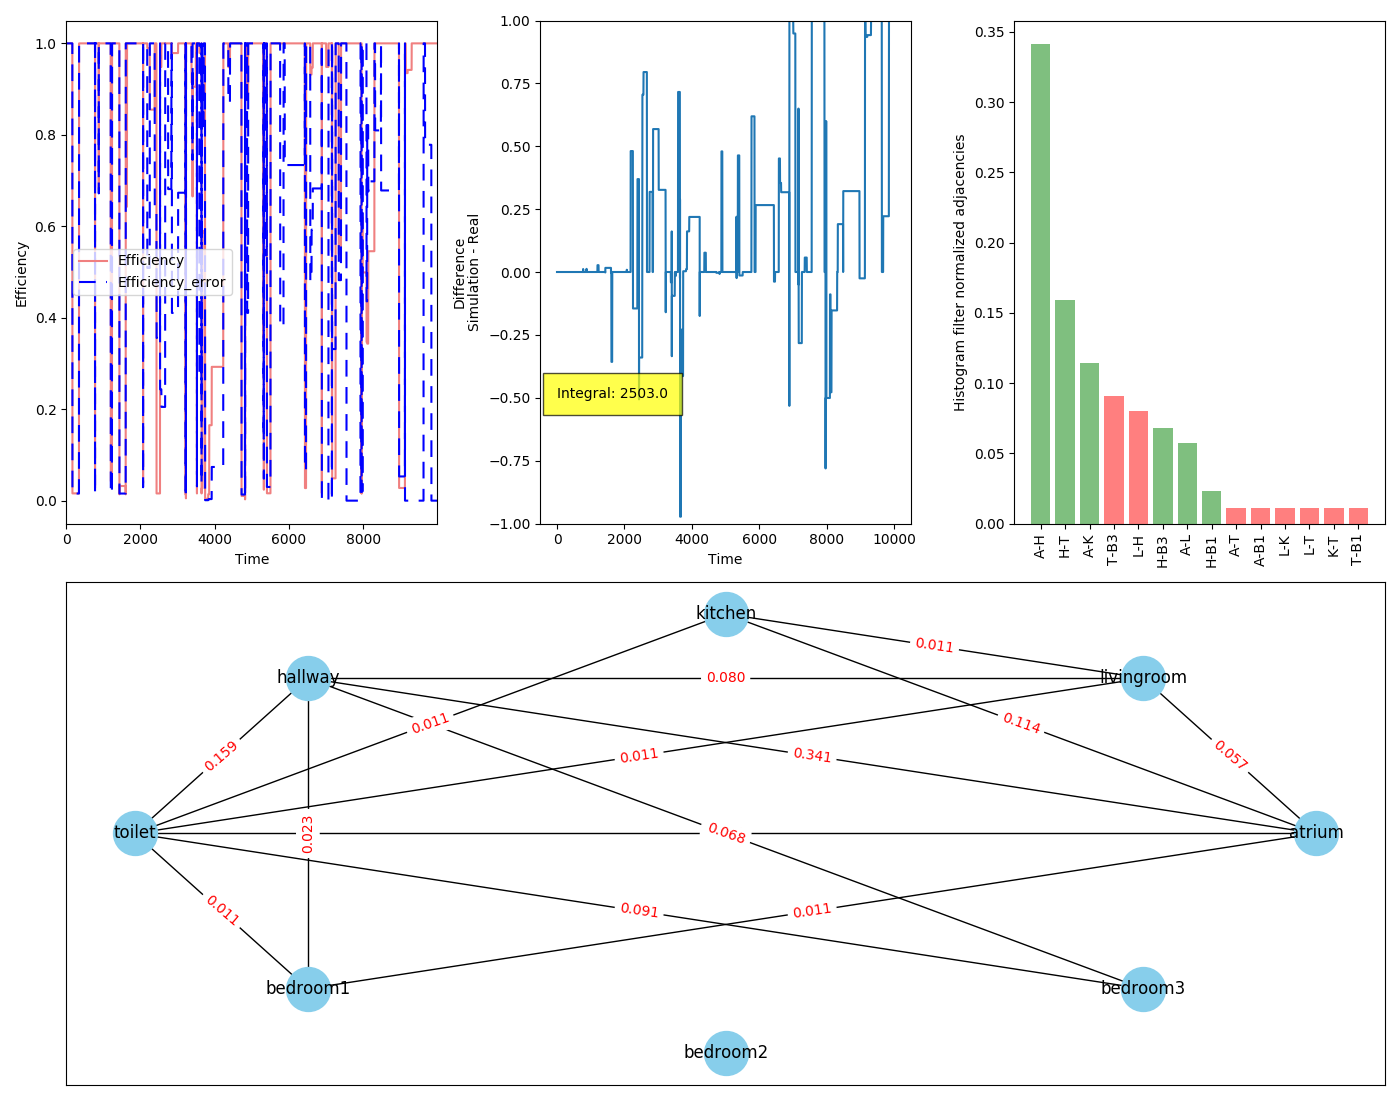 1.0
0.8
0.6
0.4
0.2
0.0
Efficiency
Efficiency
Efficiency_error
0
2000
4000
6000
8000
Time
1.00
0.75
0.50
0.25
0.00
−0.25
−0.50
−0.75
−1.00
Difference
Simulation - Real
Integral: 2503.0
0
2000
4000
6000
8000
10000
Time
0.35
0.30
0.25
0.20
0.15
0.10
0.05
0.00
Histogram filter normalized adjacencies
A-H
H-T
A-K
T-B3
L-H
H-B3
A-L
H-B1
A-T
A-B1
L-K
L-T
K-T
T-B1
kitchen
hallway
livingroom
toilet
atrium
bedroom1
bedroom3
bedroom2
0.011
0.080
0.011
0.114
0.159
0.011
0.341
0.057
0.023
0.068
0.011
0.091
0.011